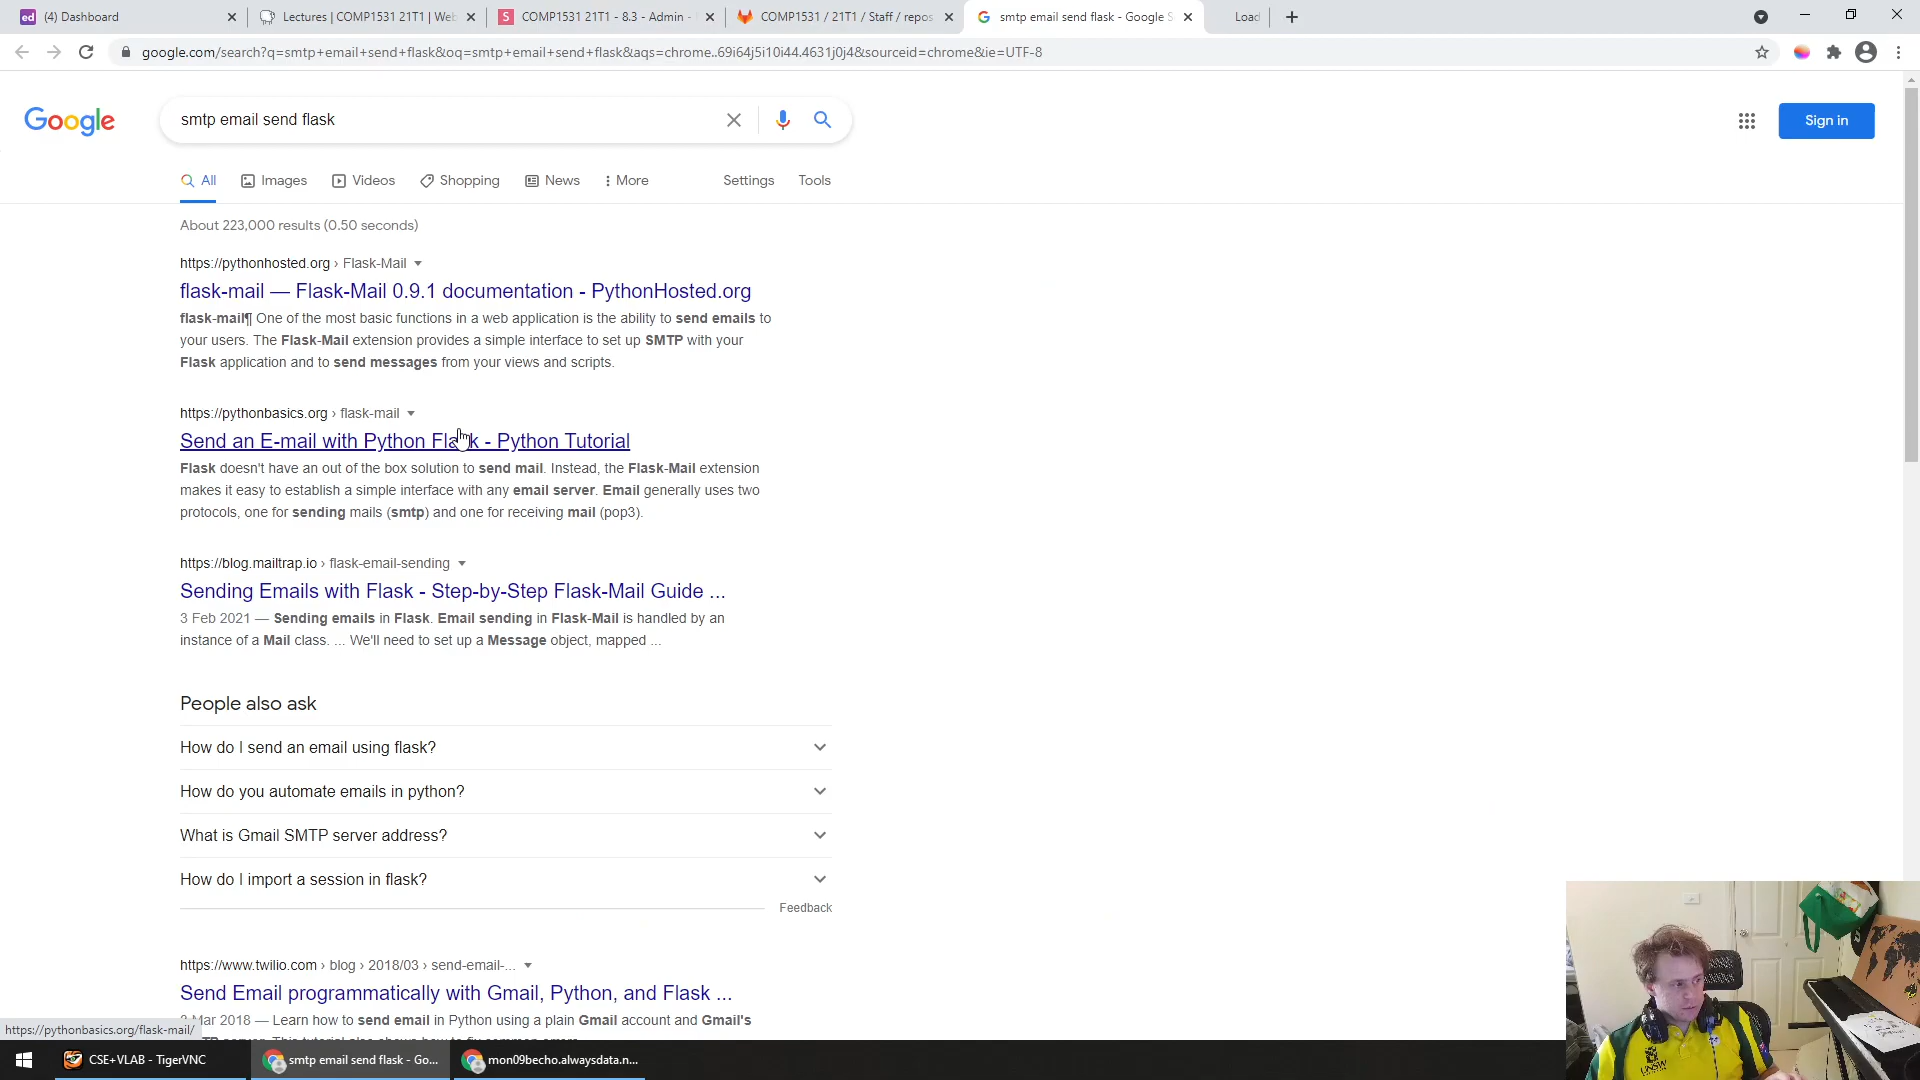 ed (4) Dashboard
Lectures | COMP1531 21T1 | Web
S COMP1531 21T1 - 8.3 - Admin -
COMP1531 / 21T1 / Staff / repos
smtp email send flask - Google S
Load
google.com/search?q=smtp+email+send+flask&oq=smtp+email+send+flask&aqs=chrome..69i64j5i10i44.4631j0j4&sourceid=chrome&ie=UTF-8
Google
smtp email send flask
Sign in
All
Images
Videos
Shopping
News
More
Settings
Tools
About 223,000 results (0.50 seconds)
https://pythonhosted.org › Flask-Mail
flask-mail — Flask-Mail 0.9.1 documentation - PythonHosted.org
flask-mail¶ One of the most basic functions in a web application is the ability to send emails to
your users. The Flask-Mail extension provides a simple interface to set up SMTP with your
Flask application and to send messages from your views and scripts.
https://pythonbasics.org › flask-mail
Send an E-mail with Python Flask - Python Tutorial
Flask doesn't have an out of the box solution to send mail. Instead, the Flask-Mail extension
makes it easy to establish a simple interface with any email server. Email generally uses two
protocols, one for sending mails (smtp) and one for receiving mail (pop3).
https://blog.mailtrap.io › flask-email-sending
Sending Emails with Flask - Step-by-Step Flask-Mail Guide ...
3 Feb 2021 — Sending emails in Flask. Email sending in Flask-Mail is handled by an
instance of a Mail class. ... We'll need to set up a Message object, mapped ...
People also ask
How do I send an email using flask?
How do you automate emails in python?
What is Gmail SMTP server address?
How do I import a session in flask?
Feedback
https://www.twilio.com › blog › 2018/03 › send-email-...
Send Email programmatically with Gmail, Python, and Flask ...
Mar 2018 — Learn how to send email in Python using a plain Gmail account and Gmail's
https://pythonbasics.org/flask-mail/
CSE+VLAB - TigerVNC
smtp email send flask - Go...
mon09becho.alwaysdata.n...
UNSW